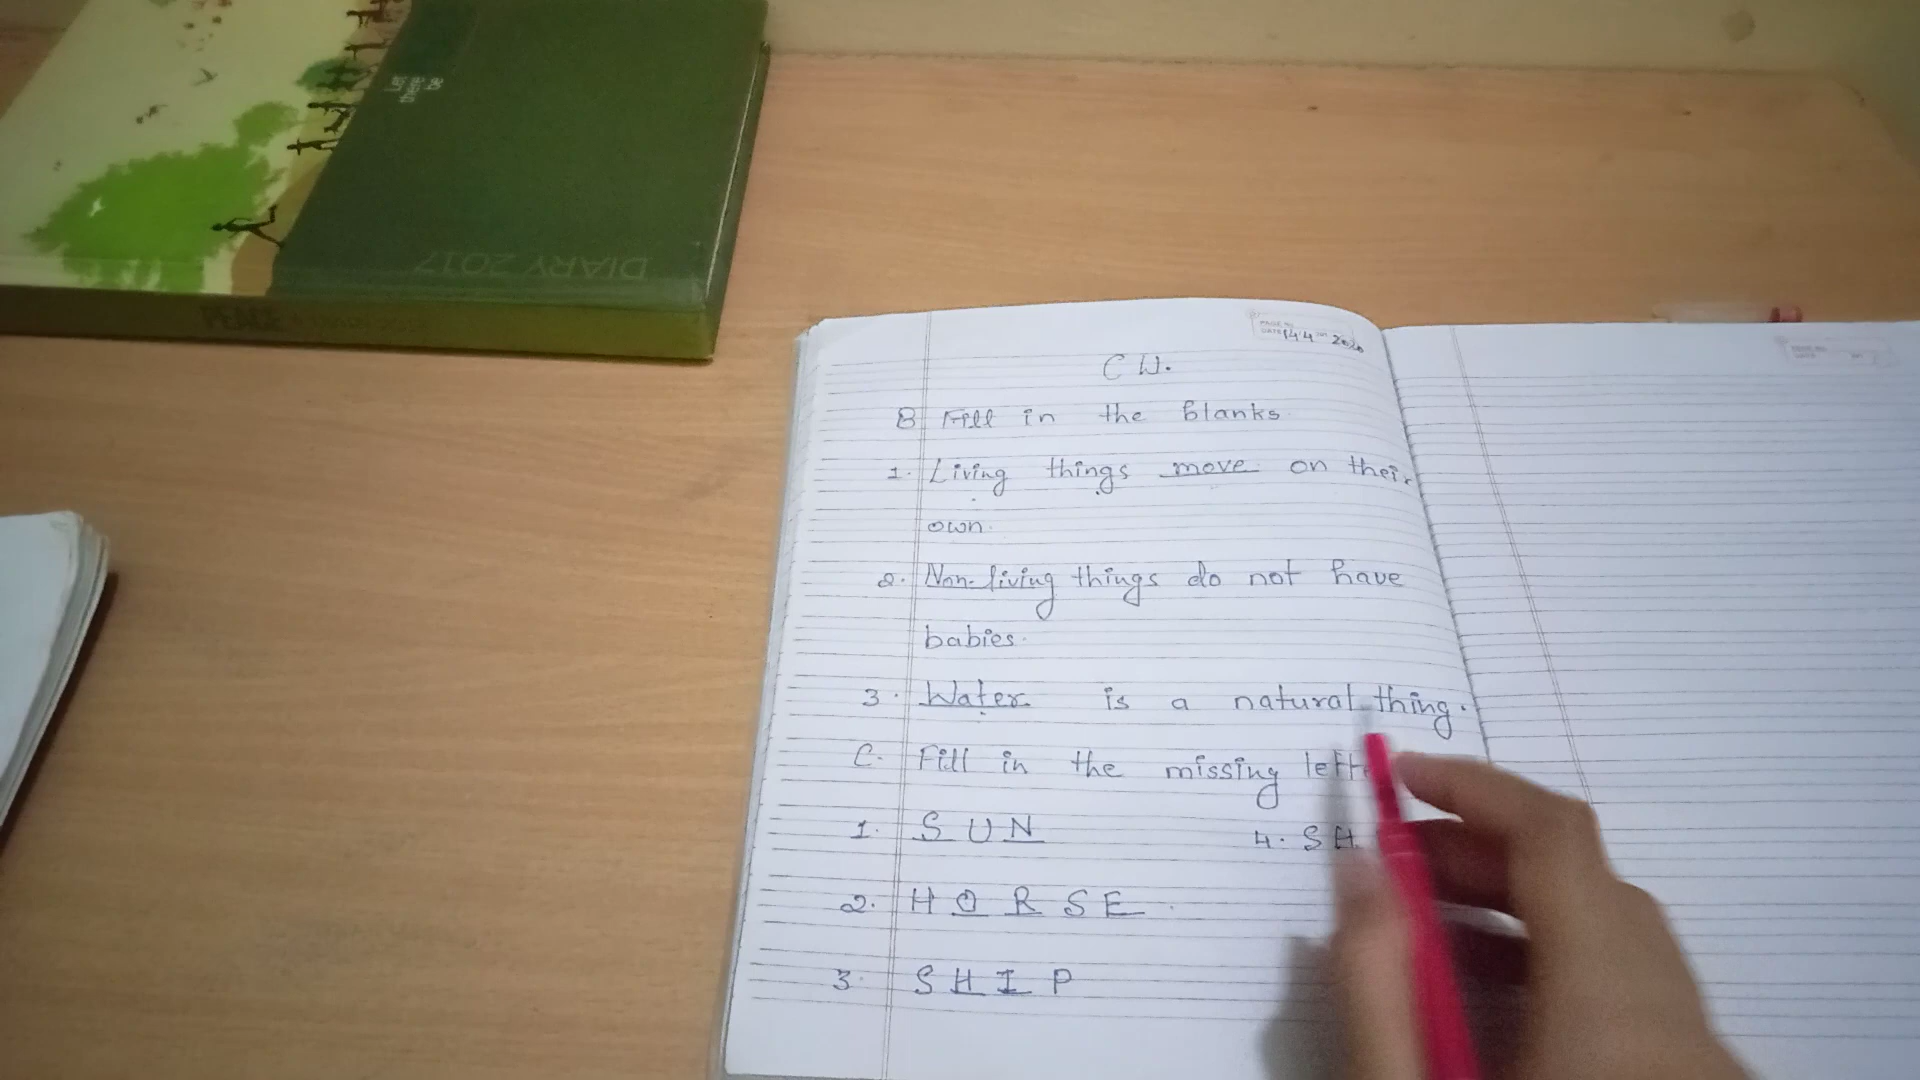 DIARY 2017
PEACE
C W.
B Fill in the blanks
1. Living things move on their
own.
2. Non-living things do not have
babies.
3. Water is a natural thing.
C. Fill in the missing
1. S U N
4. S H
2. H O R S E.
3. S H I P